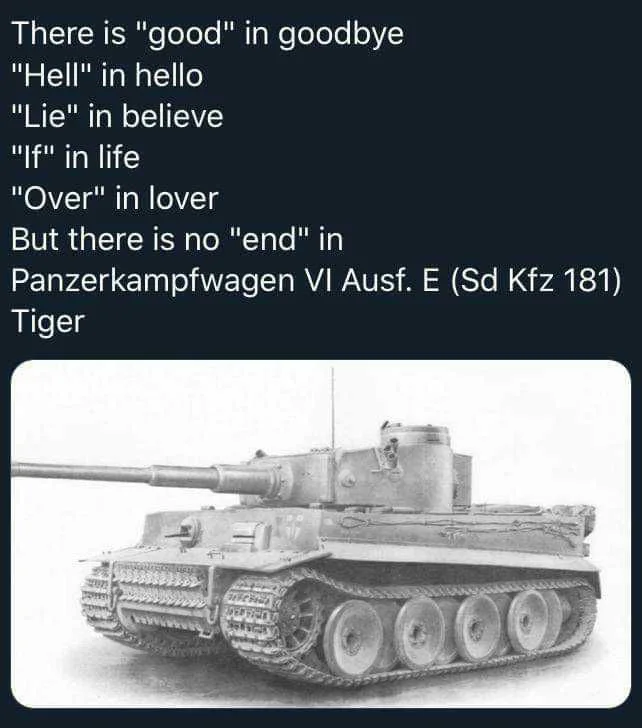 There is "good" in goodbye
"Hell" in hello
"Lie" in believe
"If" in life
"Over" in lover
But there is no "end" in
Panzerkampfwagen VI Ausf. E (Sd Kfz 181)
Tiger